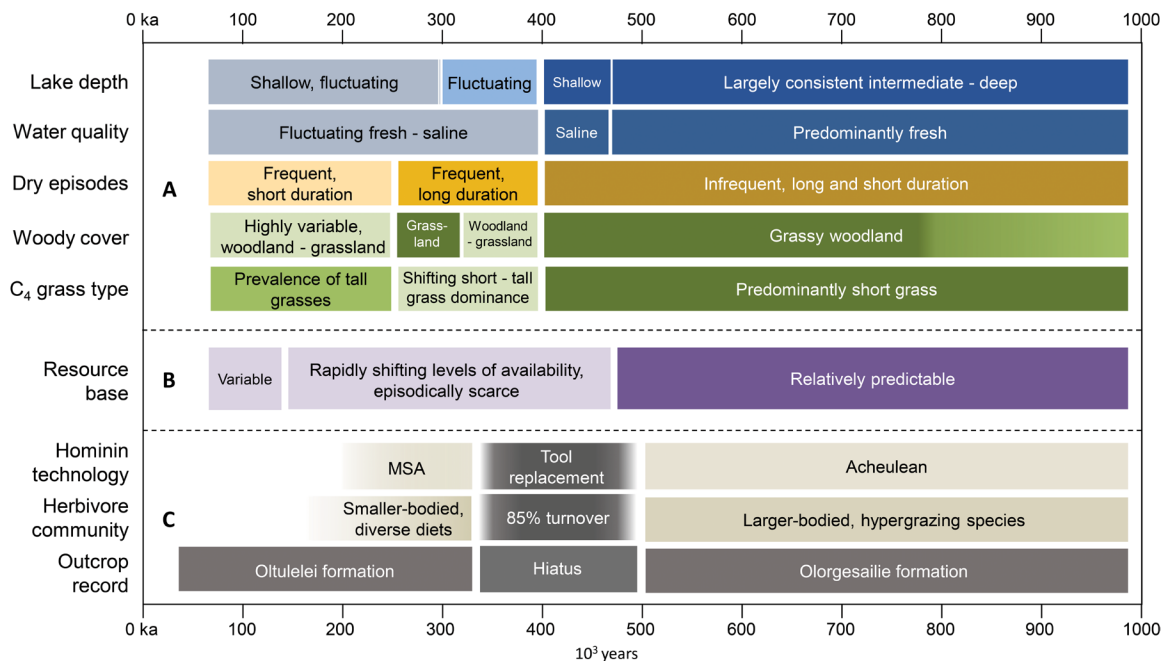 0 ka 100 200 300 400 500 600 700 800 900 1000
Lake depth
Shallow, fluctuating
Fluctuating
Shallow
Largely consistent intermediate - deep
Water quality
Fluctuating fresh - saline
Saline
Predominantly fresh
Dry episodes
A
Frequent,
short duration
Frequent,
long duration
Infrequent, long and short duration
Woody cover
Highly variable,
woodland - grassland
Grass-
land
Woodland
- grassland
Grassy woodland
C₄ grass type
Prevalence of tall
grasses
Shifting short - tall
grass dominance
Predominantly short grass
Resource
base
B
Variable
Rapidly shifting levels of availability,
episodically scarce
Relatively predictable
Hominin
technology
MSA
Tool
replacement
Acheulean
Herbivore
community
C
Smaller-bodied,
diverse diets
85% turnover
Larger-bodied, hypergrazing species
Outcrop
record
Oltulelei formation
Hiatus
Olorgesailie formation
0 ka 100 200 300 400 500 600 700 800 900 1000
10³ years